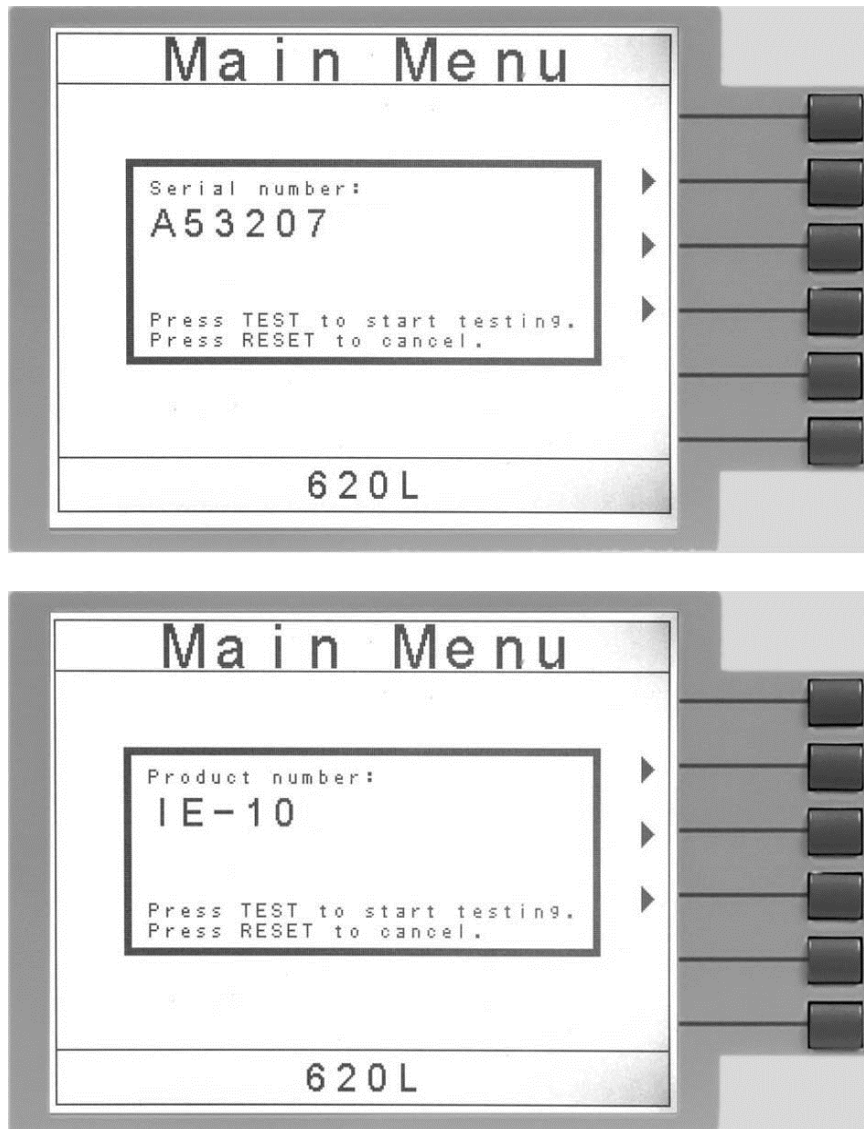 Main Menu
Serial number:
A53207
Press TEST to start testing.
Press RESET to cancel.
620L
Main Menu
Product number:
IE-10
Press TEST to start testing.
Press RESET to cancel.
620L